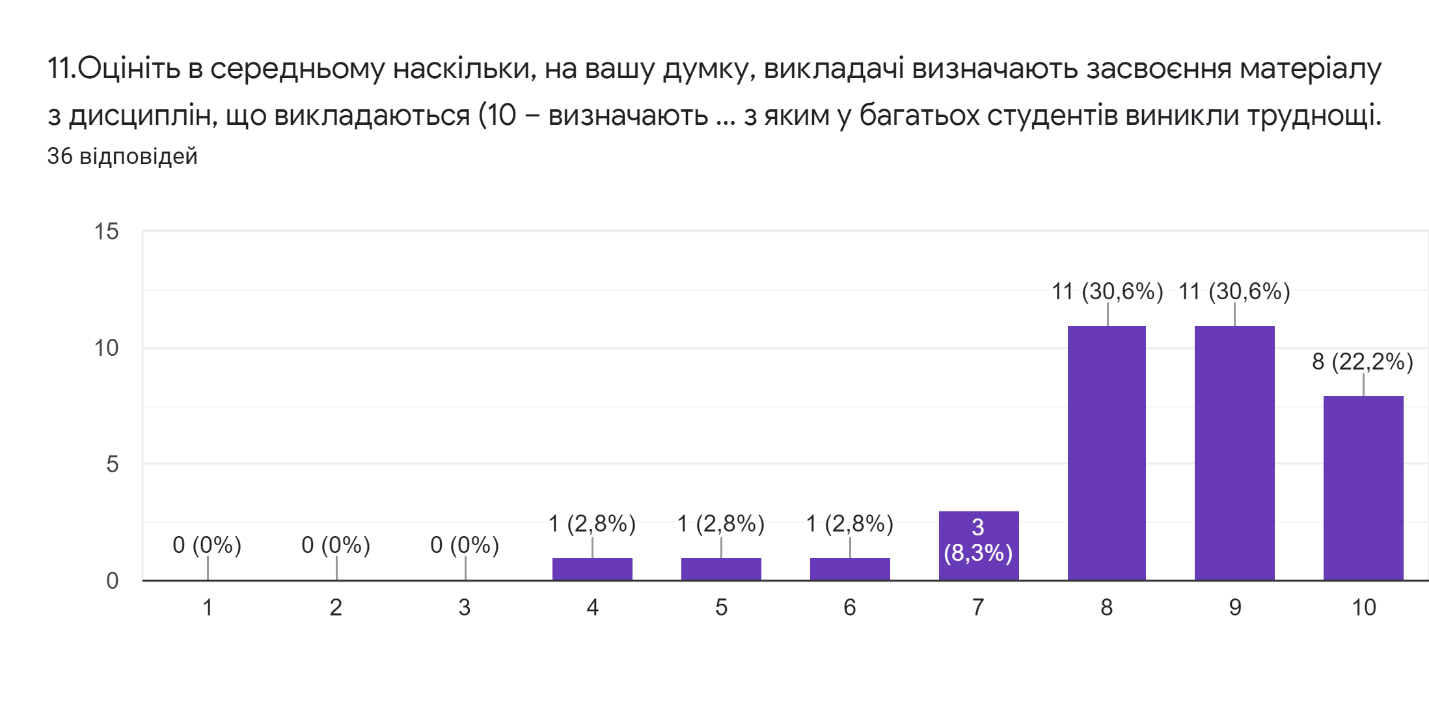 11.Оцініть в середньому наскільки, на вашу думку, викладачі визначають засвоєння матеріалу
з дисциплін, що викладаються (10 – визначають ... з яким у багатьох студентів виникли труднощі.
36 відповідей
15
11 (30,6%) 11 (30,6%)
10
8 (22,2%)
5
1 (2,8%) 1 (2,8%) 1 (2,8%) 3
0 (0%) 0 (0%) 0 (0%) (8,3%)
0
1 2 3 4 5 6 7 8 9 10